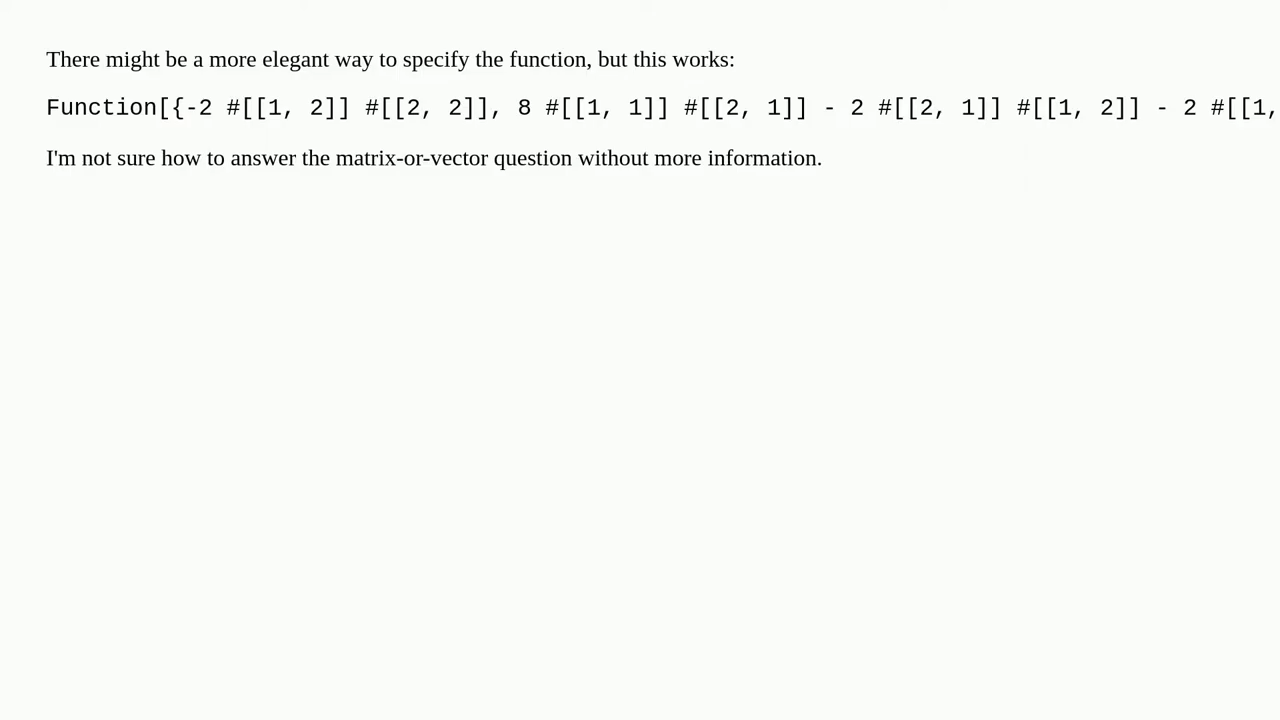 There might be a more elegant way to specify the function, but this works:
Function[{-2 #[[1, 2]] #[[2, 2]], 8 #[[1, 1]] #[[2, 1]] - 2 #[[2, 1]] #[[1, 2]] - 2 #[[1,
I'm not sure how to answer the matrix-or-vector question without more information.